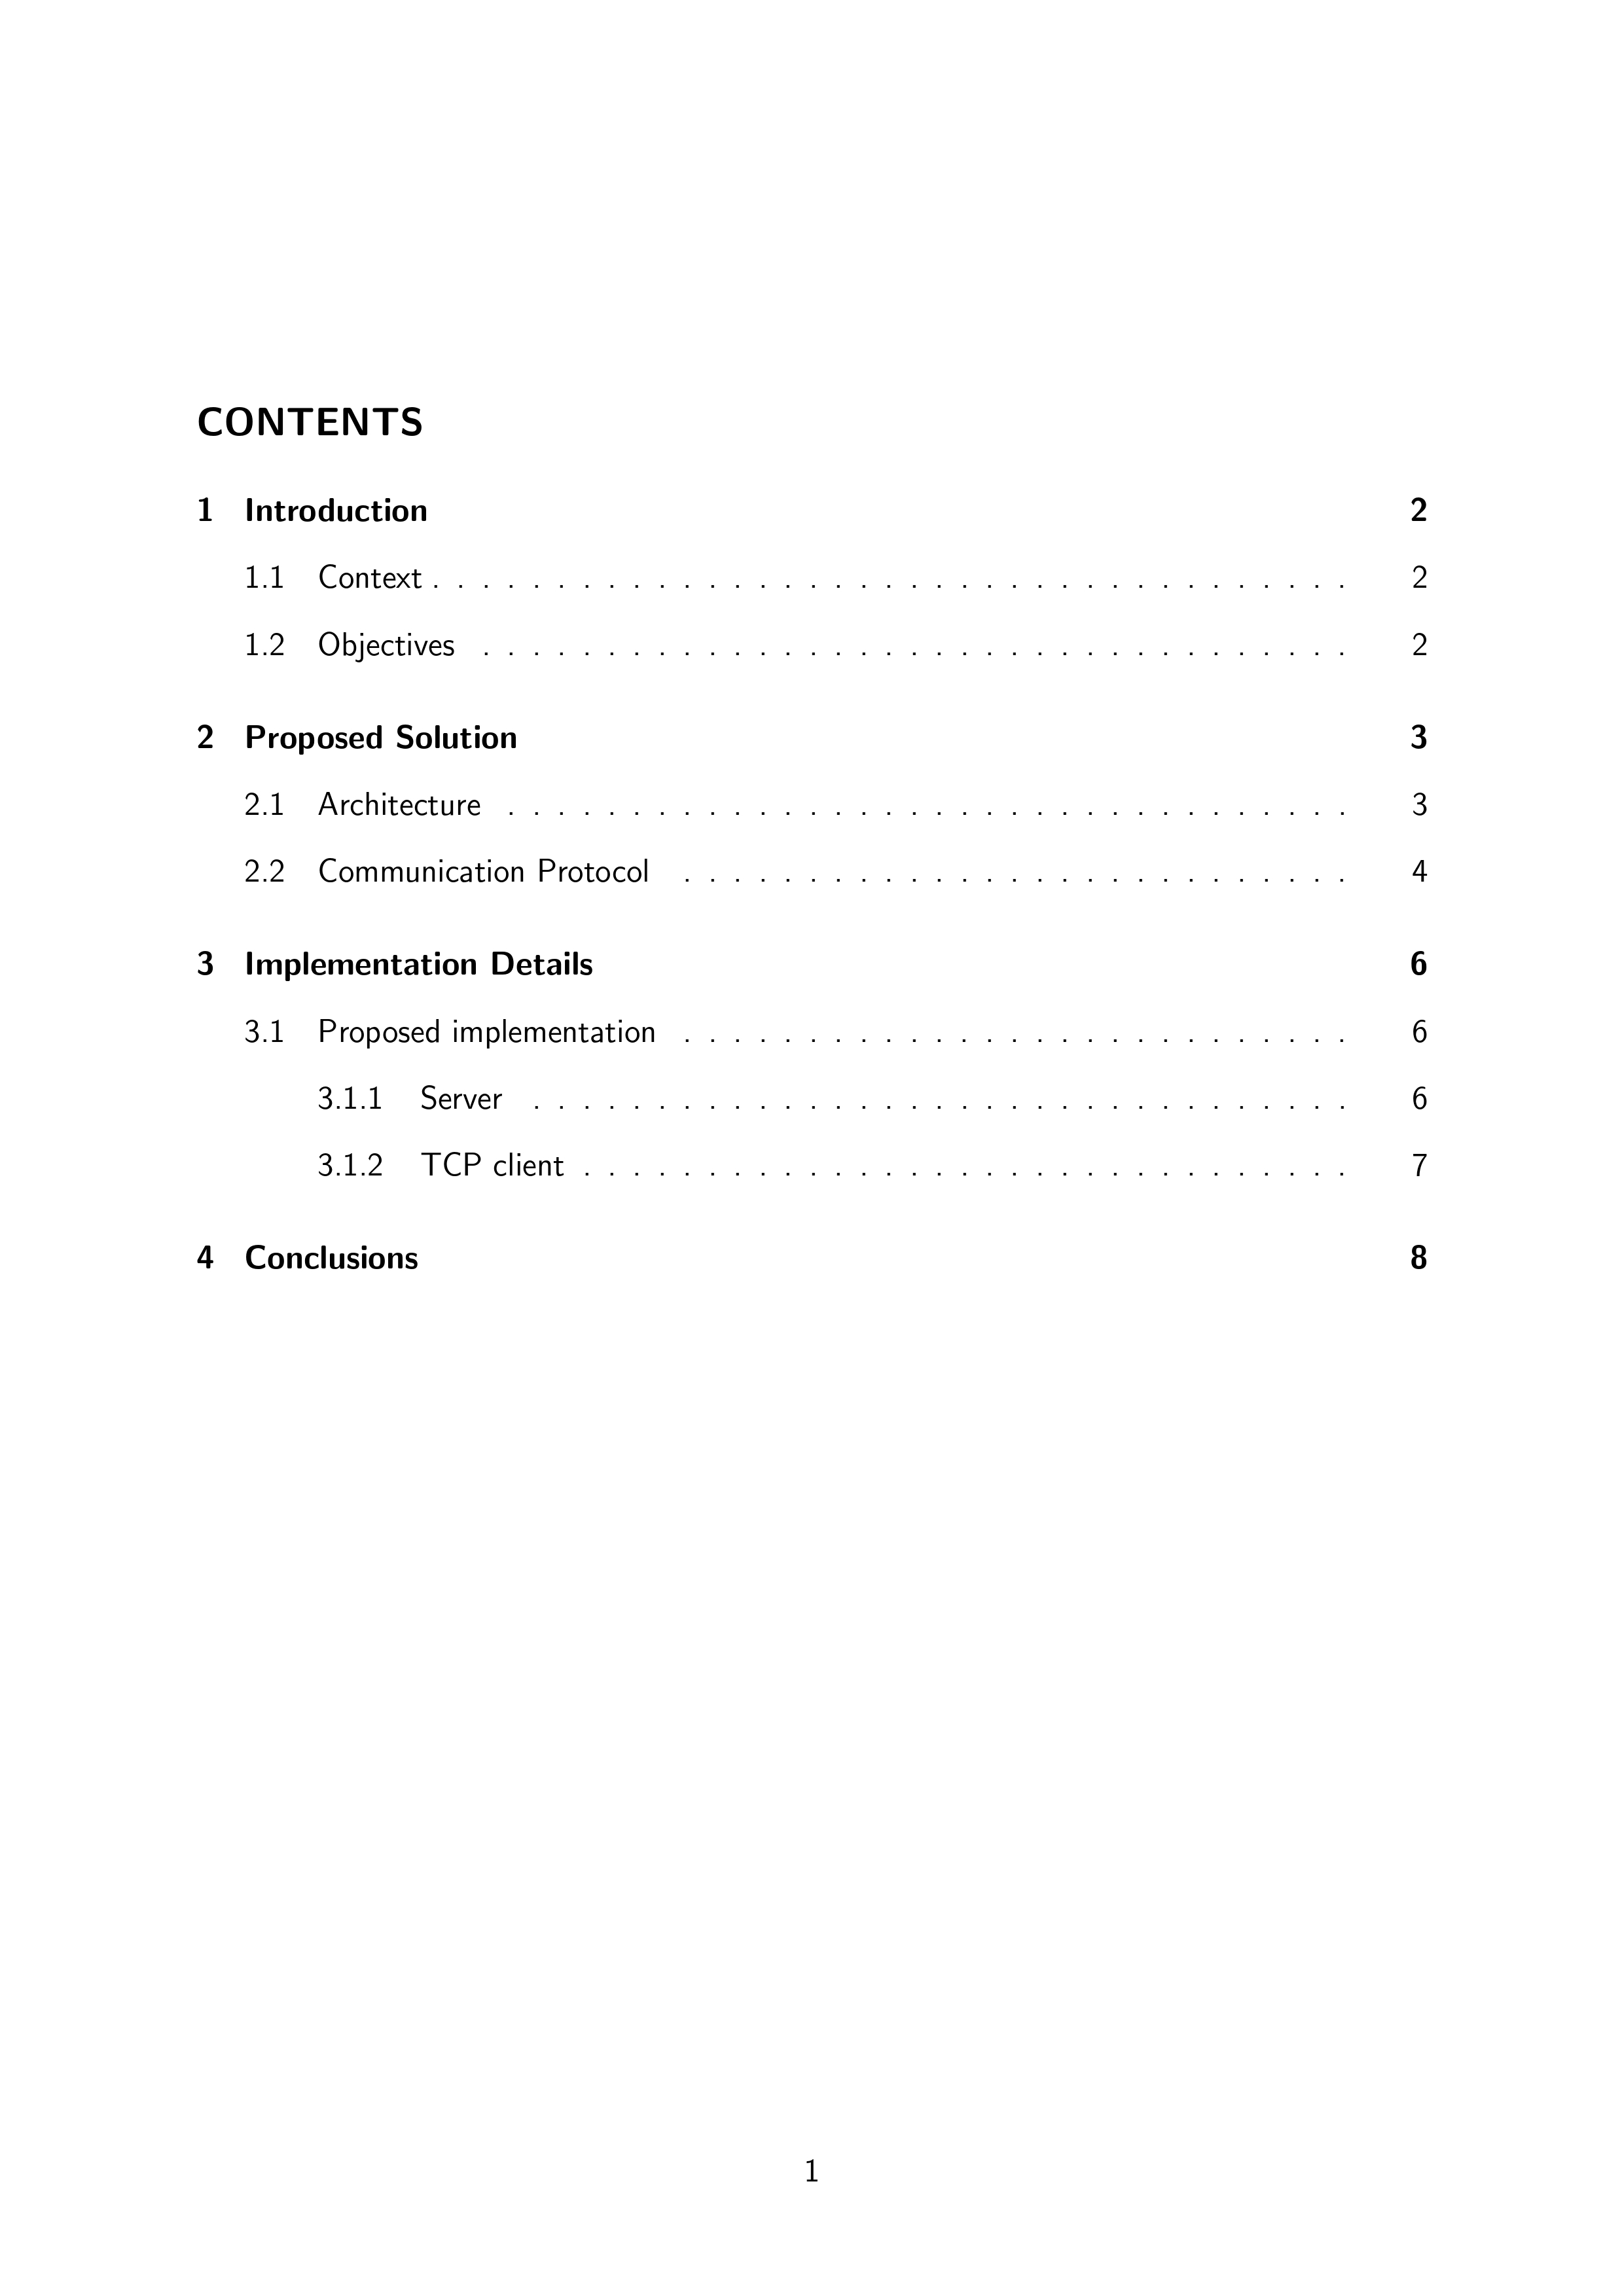 CONTENTS
1 Introduction 2
1.1 Context . . . . . . . . . . . . . . . . . . . . . . . . . . . . . . . . . . . . . 2
1.2 Objectives . . . . . . . . . . . . . . . . . . . . . . . . . . . . . . . . . . . 2
2 Proposed Solution 3
2.1 Architecture . . . . . . . . . . . . . . . . . . . . . . . . . . . . . . . . . . 3
2.2 Communication Protocol . . . . . . . . . . . . . . . . . . . . . . . . . . . 4
3 Implementation Details 6
3.1 Proposed implementation . . . . . . . . . . . . . . . . . . . . . . . . . . . 6
3.1.1 Server . . . . . . . . . . . . . . . . . . . . . . . . . . . . . . . . . 6
3.1.2 TCP client . . . . . . . . . . . . . . . . . . . . . . . . . . . . . . . 7
4 Conclusions 8
1